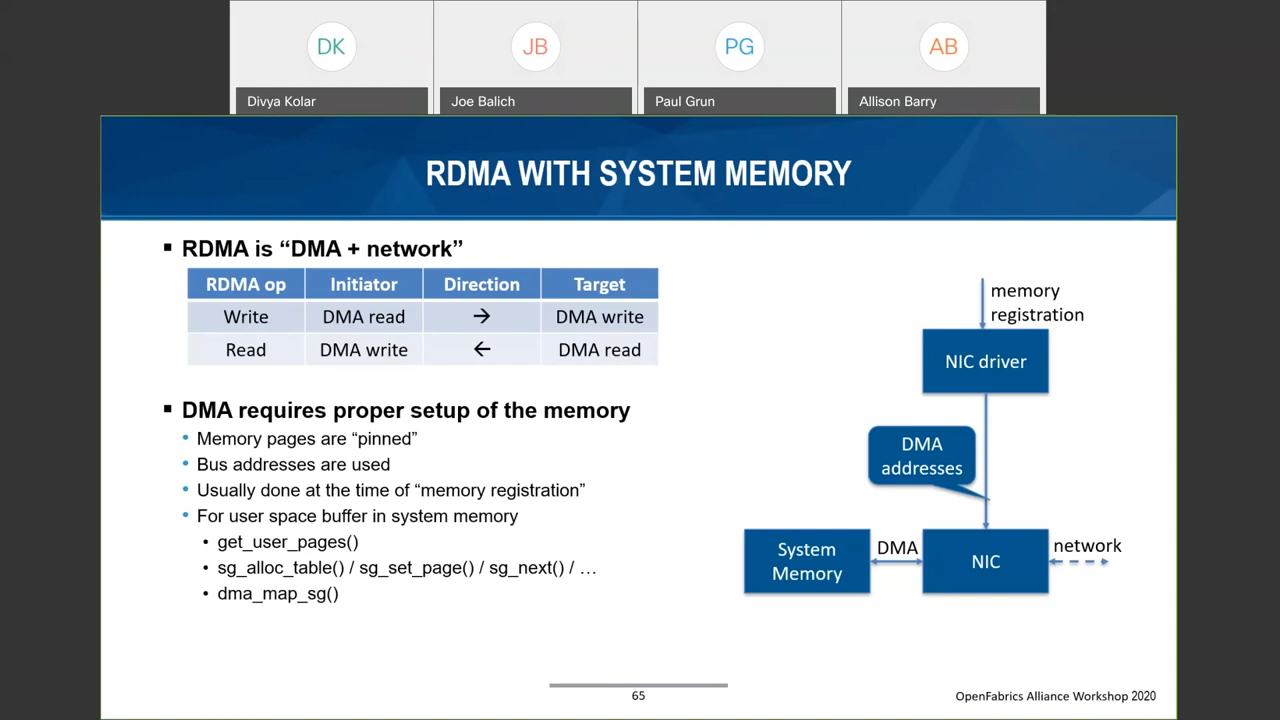 DK
JB
PG
AB
Divya Kolar
Joe Balich
Paul Grun
Allison Barry
RDMA WITH SYSTEM MEMORY
▪ RDMA is “DMA + network”
RDMA op Initiator Direction Target
Write DMA read → DMA write
Read DMA write ← DMA read
▪ DMA requires proper setup of the memory
• Memory pages are “pinned”
• Bus addresses are used
• Usually done at the time of “memory registration”
• For user space buffer in system memory
• get_user_pages()
• sg_alloc_table() / sg_set_page() / sg_next() / …
• dma_map_sg()
memory
registration
NIC driver
DMA
addresses
System
Memory
DMA
NIC
network
65
OpenFabrics Alliance Workshop 2020